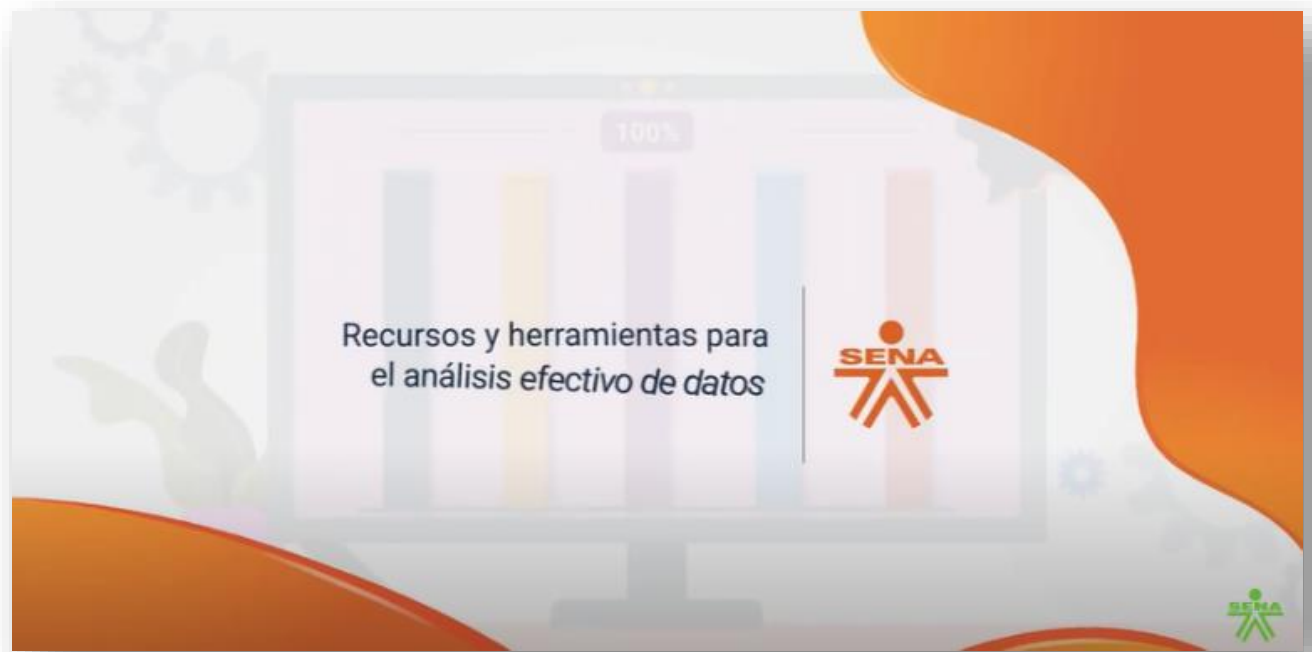 100%
Recursos y herramientas para
el análisis efectivo de datos
SENA
SENA